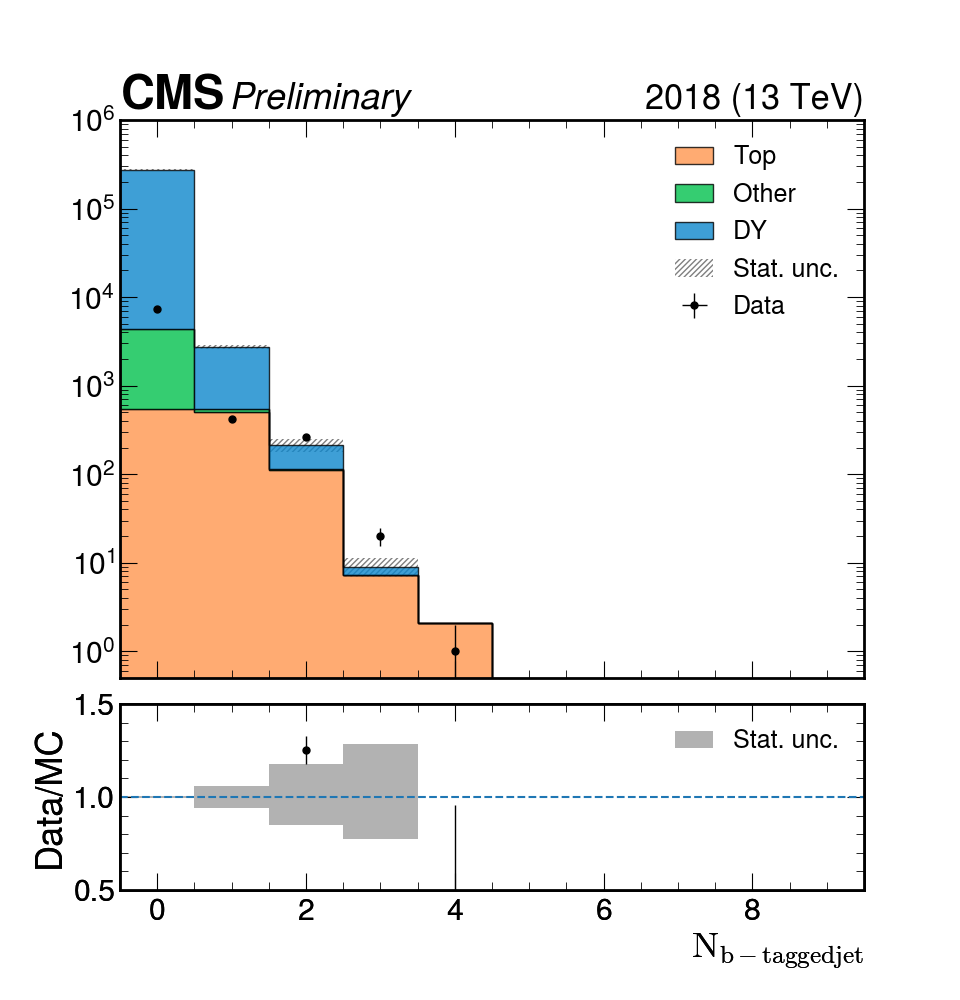 CMS Preliminary 2018 (13 TeV)
10^6
10^5
10^4
10^3
10^2
10^1
10^0
Top
Other
DY
Stat. unc.
Data
1.5
1.0
0.5
Data/MC
Stat. unc.
0 2 4 6 8
N_{b-taggedjet}